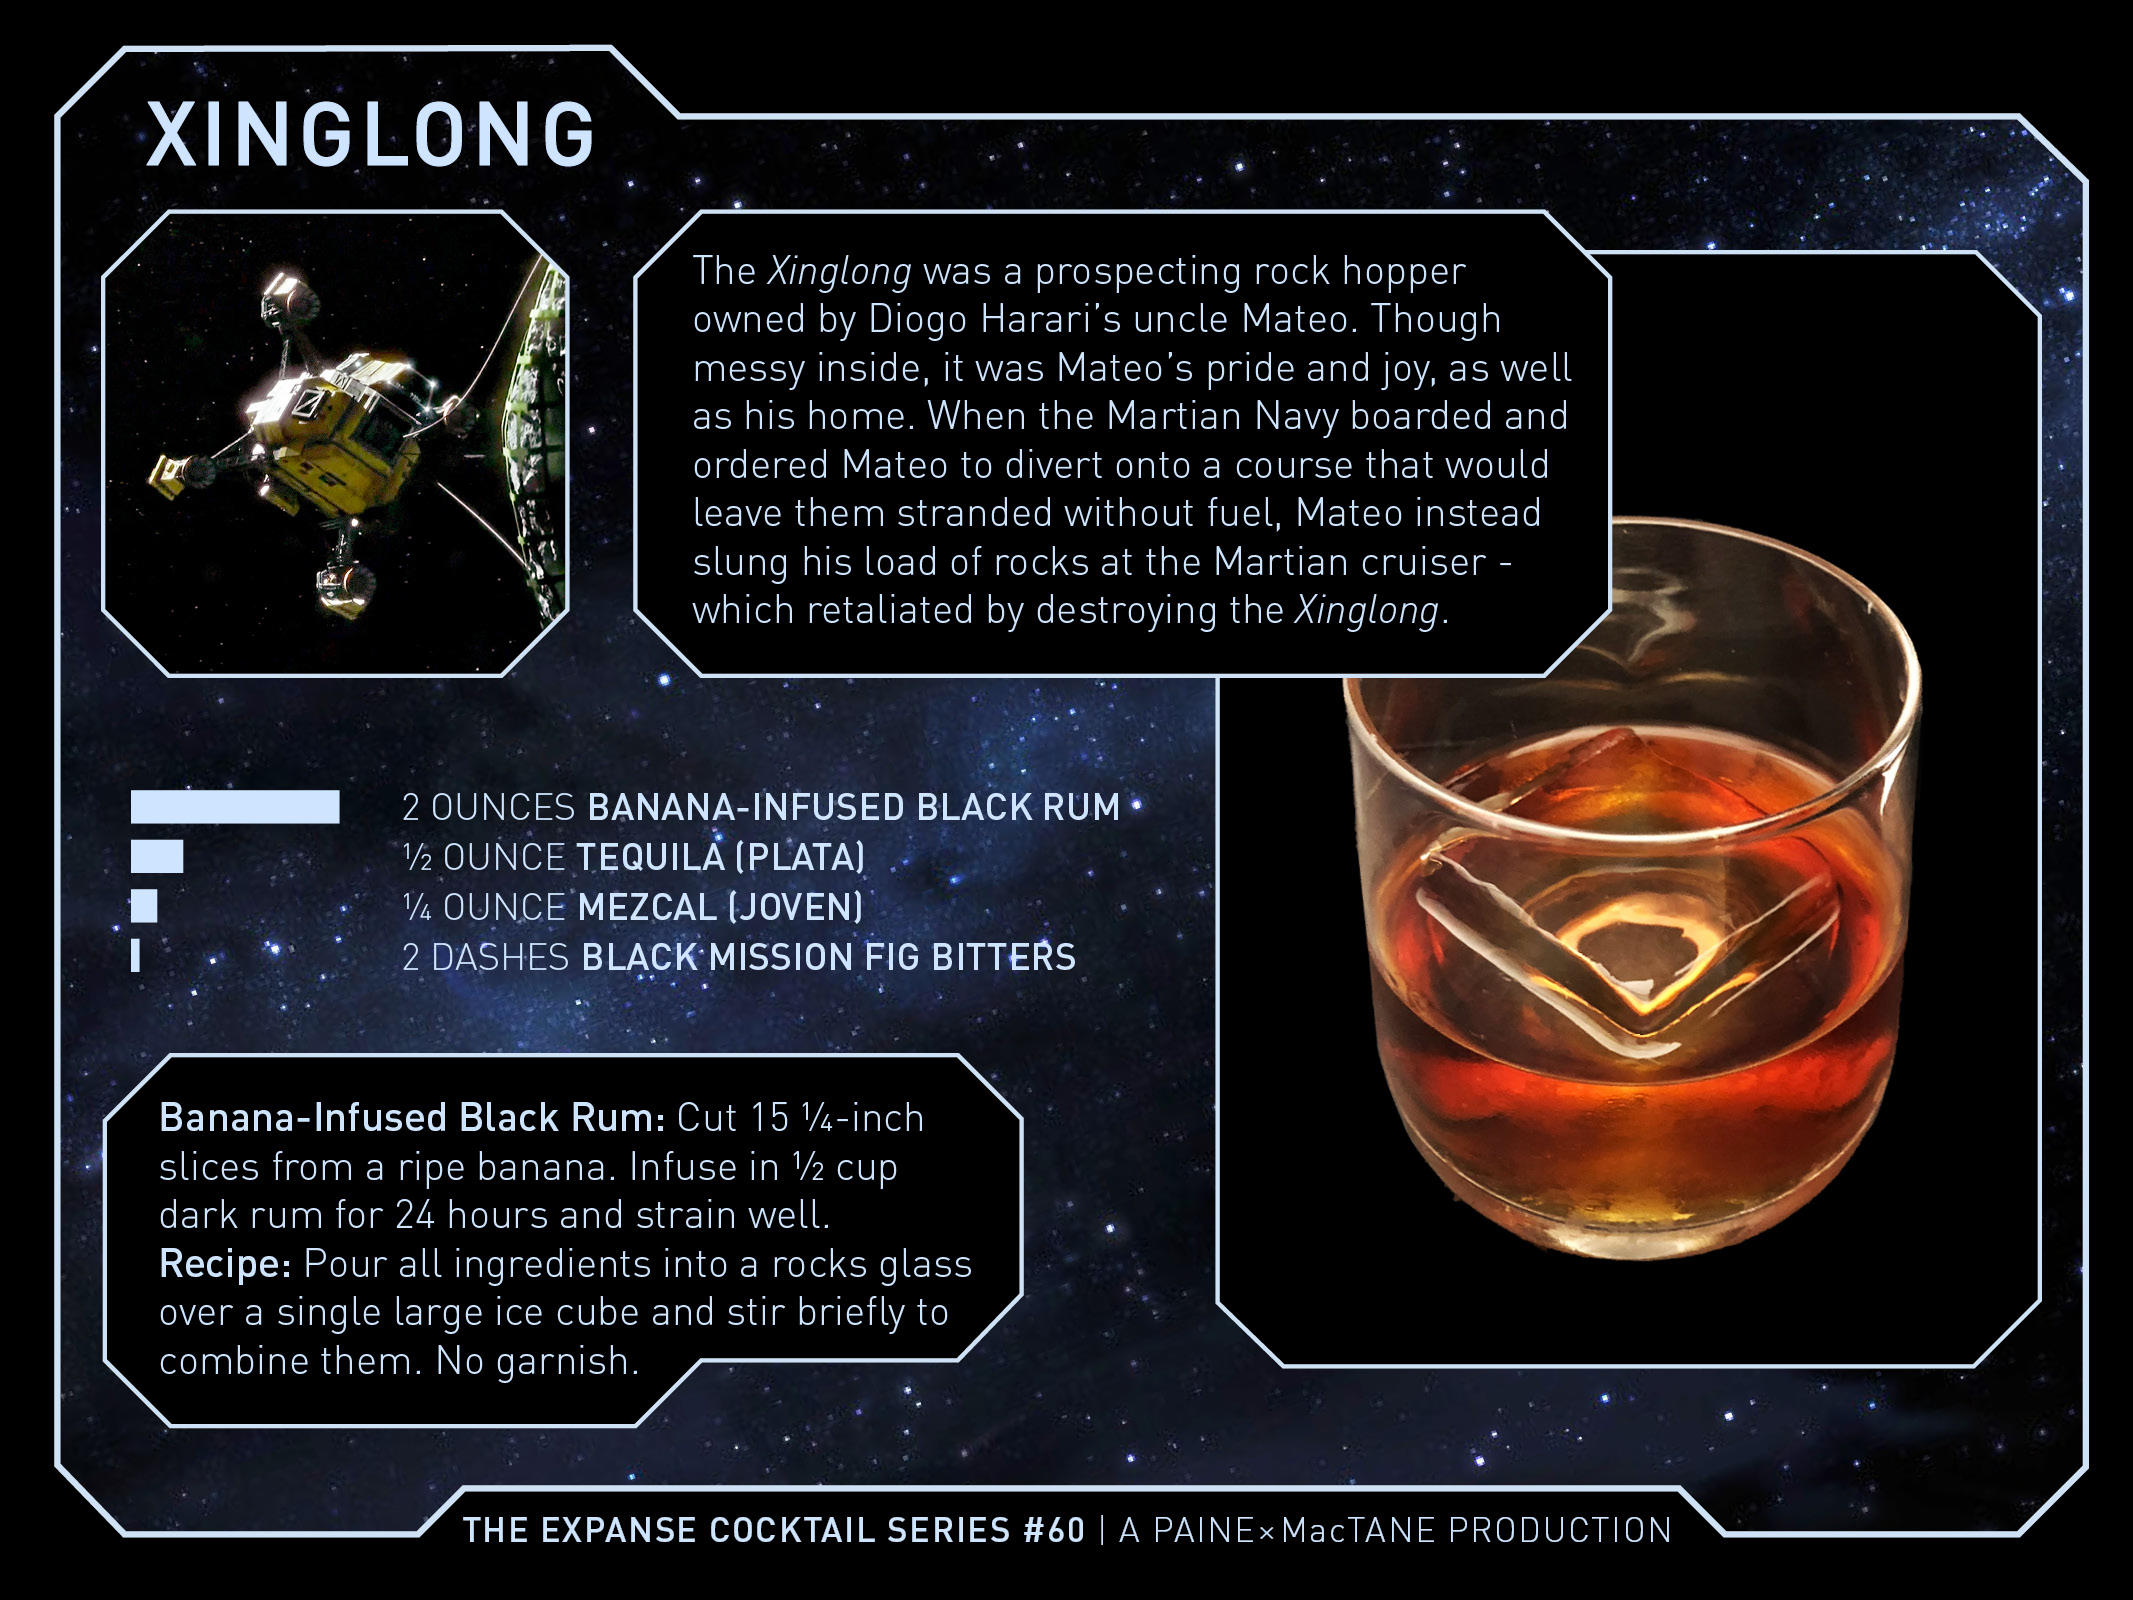 XINGLONG
The Xinglong was a prospecting rock hopper
owned by Diogo Harari’s uncle Mateo. Though
messy inside, it was Mateo’s pride and joy, as well
as his home. When the Martian Navy boarded and
ordered Mateo to divert onto a course that would
leave them stranded without fuel, Mateo instead
slung his load of rocks at the Martian cruiser -
which retaliated by destroying the Xinglong.
2 OUNCES BANANA-INFUSED BLACK RUM
½ OUNCE TEQUILA (PLATA)
¼ OUNCE MEZCAL (JOVEN)
2 DASHES BLACK MISSION FIG BITTERS
Banana-Infused Black Rum: Cut 15 ¼-inch
slices from a ripe banana. Infuse in ½ cup
dark rum for 24 hours and strain well.
Recipe: Pour all ingredients into a rocks glass
over a single large ice cube and stir briefly to
combine them. No garnish.
THE EXPANSE COCKTAIL SERIES #60 | A PAINE×MacTANE PRODUCTION